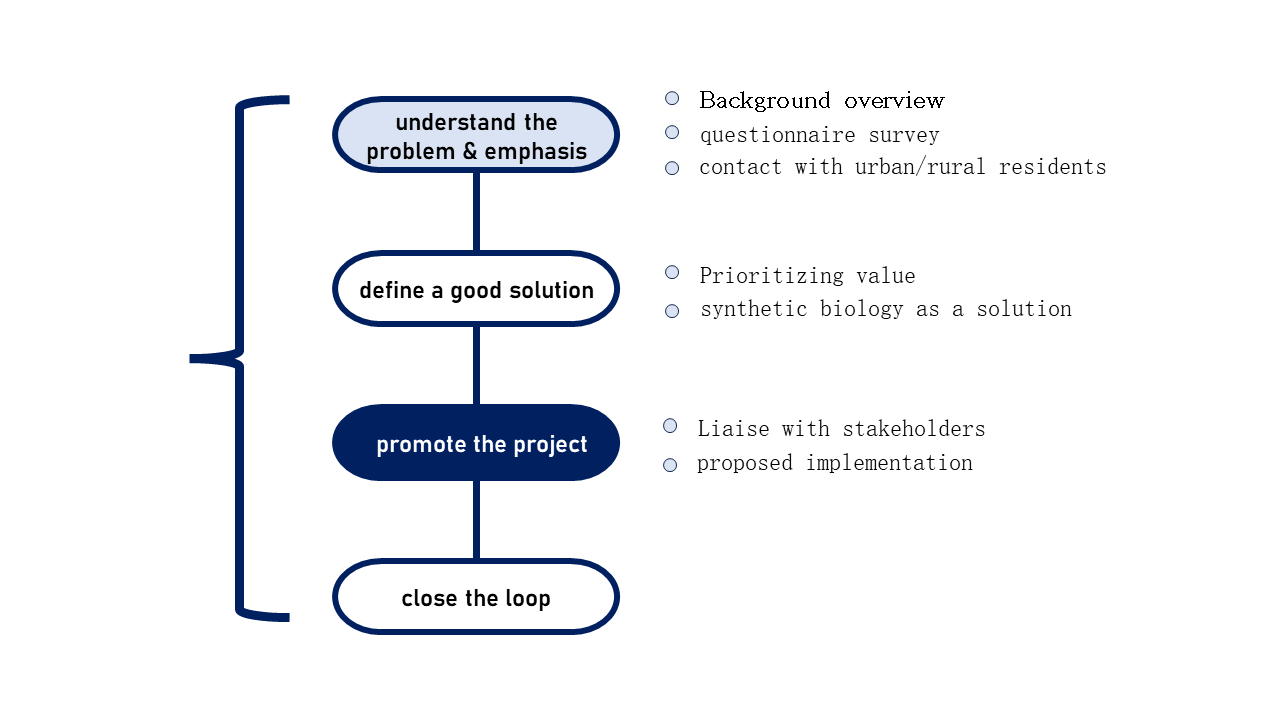 understand the
problem & emphasis
Background overview
questionnaire survey
contact with urban/rural residents
define a good solution
Prioritizing value
synthetic biology as a solution
promote the project
Liaise with stakeholders
proposed implementation
close the loop